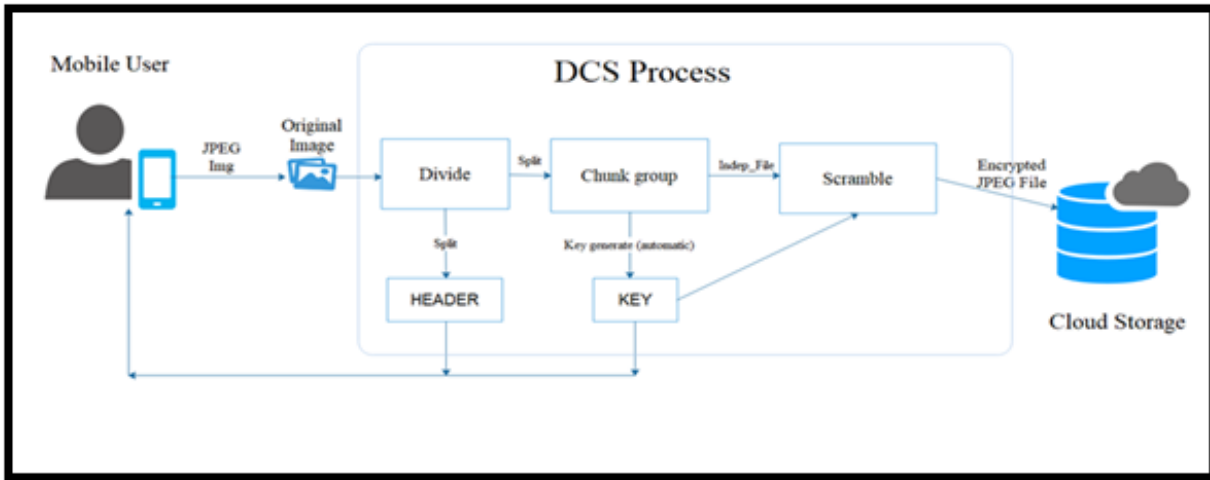 Mobile User
DCS Process
JPEG
Img
Original
Image
Divide
Split
Chunk group
Indep_File
Scramble
Encrypted
JPEG File
Split
Key generate (automatic)
HEADER
KEY
Cloud Storage